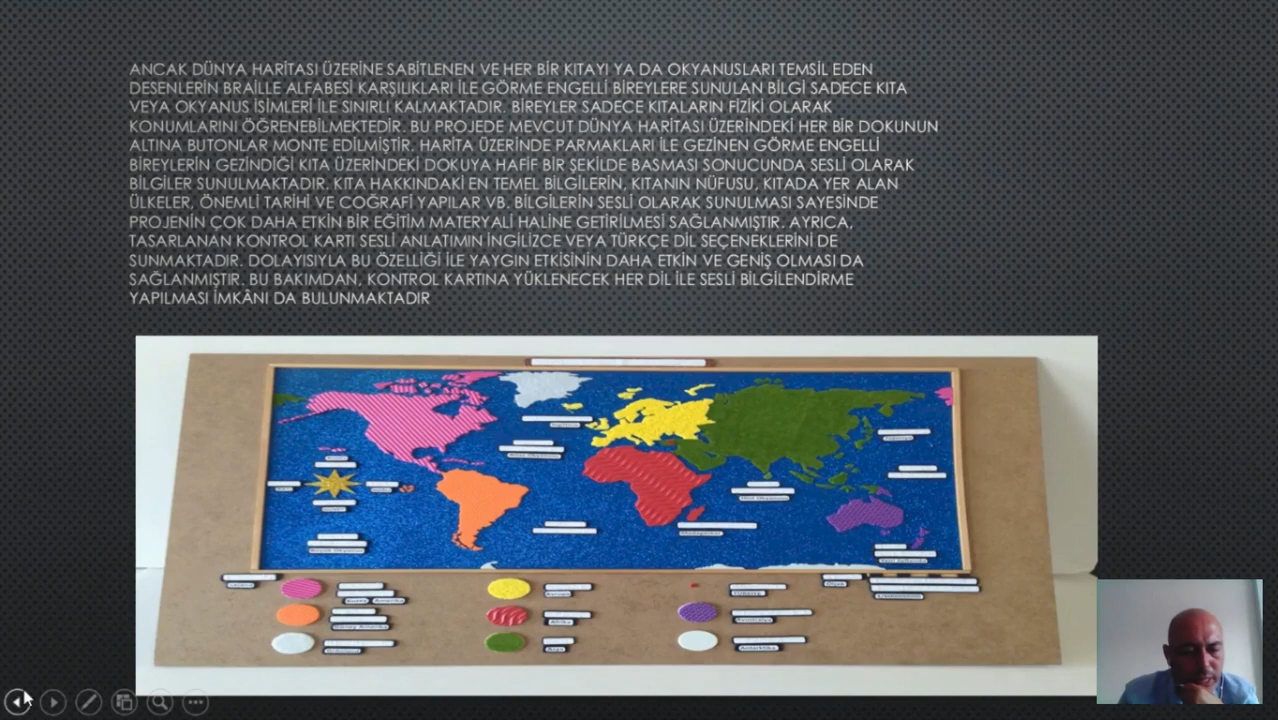 ANCAK DÜNYA HARİTASI ÜZERİNE SABİTLENEN VE HER BİR KITAYI YA DA OKYANUSLARI TEMSİL EDEN
DESENLERİN BRAİLLE ALFABESİ KARŞILIKLARI İLE GÖRME ENGELLİ BİREYLERE SUNULAN BİLGİ SADECE KITA
VEYA OKYANUS İSİMLERİ İLE SINIRLI KALMAKTADIR. BİREYLER SADECE KITALARIN FİZİKİ OLARAK
KONUMLARINI ÖĞRENEBİLMEKTEDİR. BU PROJEDE MEVCUT DÜNYA HARİTASI ÜZERİNDEKİ HER BİR DOKUNUN
ALTINA BUTONLAR MONTE EDİLMİŞTİR. HARİTA ÜZERİNDE PARMAKLARI İLE GEZİNEN GÖRME ENGELLİ
BİREYLERİN GEZİNDİĞİ KITA ÜZERİNDEKİ DOKUYA HAFİF BİR ŞEKİLDE BASMASI SONUCUNDA SESLİ OLARAK
BİLGİLER SUNULMAKTADIR. KITA HAKKINDAKİ EN TEMEL BİLGİLERİN, KITANIN NÜFUSU, KITADA YER ALAN
ÜLKELER, ÖNEMLİ TARİHİ VE COĞRAFİ YAPILAR VB. BİLGİLERİN SESLİ OLARAK SUNULMASI SAYESİNDE
PROJENİN ÇOK DAHA ETKİN BİR EĞİTİM MATERYALİ HALİNE GETİRİLMESİ SAĞLANMIŞTIR. AYRICA,
TASARLANAN KONTROL KARTI SESLİ ANLATIMIN İNGİLİZCE VEYA TÜRKÇE DİL SEÇENEKLERİNİ DE
SUNMAKTADIR. DOLAYISIYLA BU ÖZELLİĞİ İLE YAYGIN ETKİSİNİN DAHA ETKİN VE GENİŞ OLMASI DA
SAĞLANMIŞTIR. BU BAKIMDAN, KONTROL KARTINA YÜKLENECEK HER DİL İLE SESLİ BİLGİLENDİRME
YAPILMASI İMKÂNI DA BULUNMAKTADIR